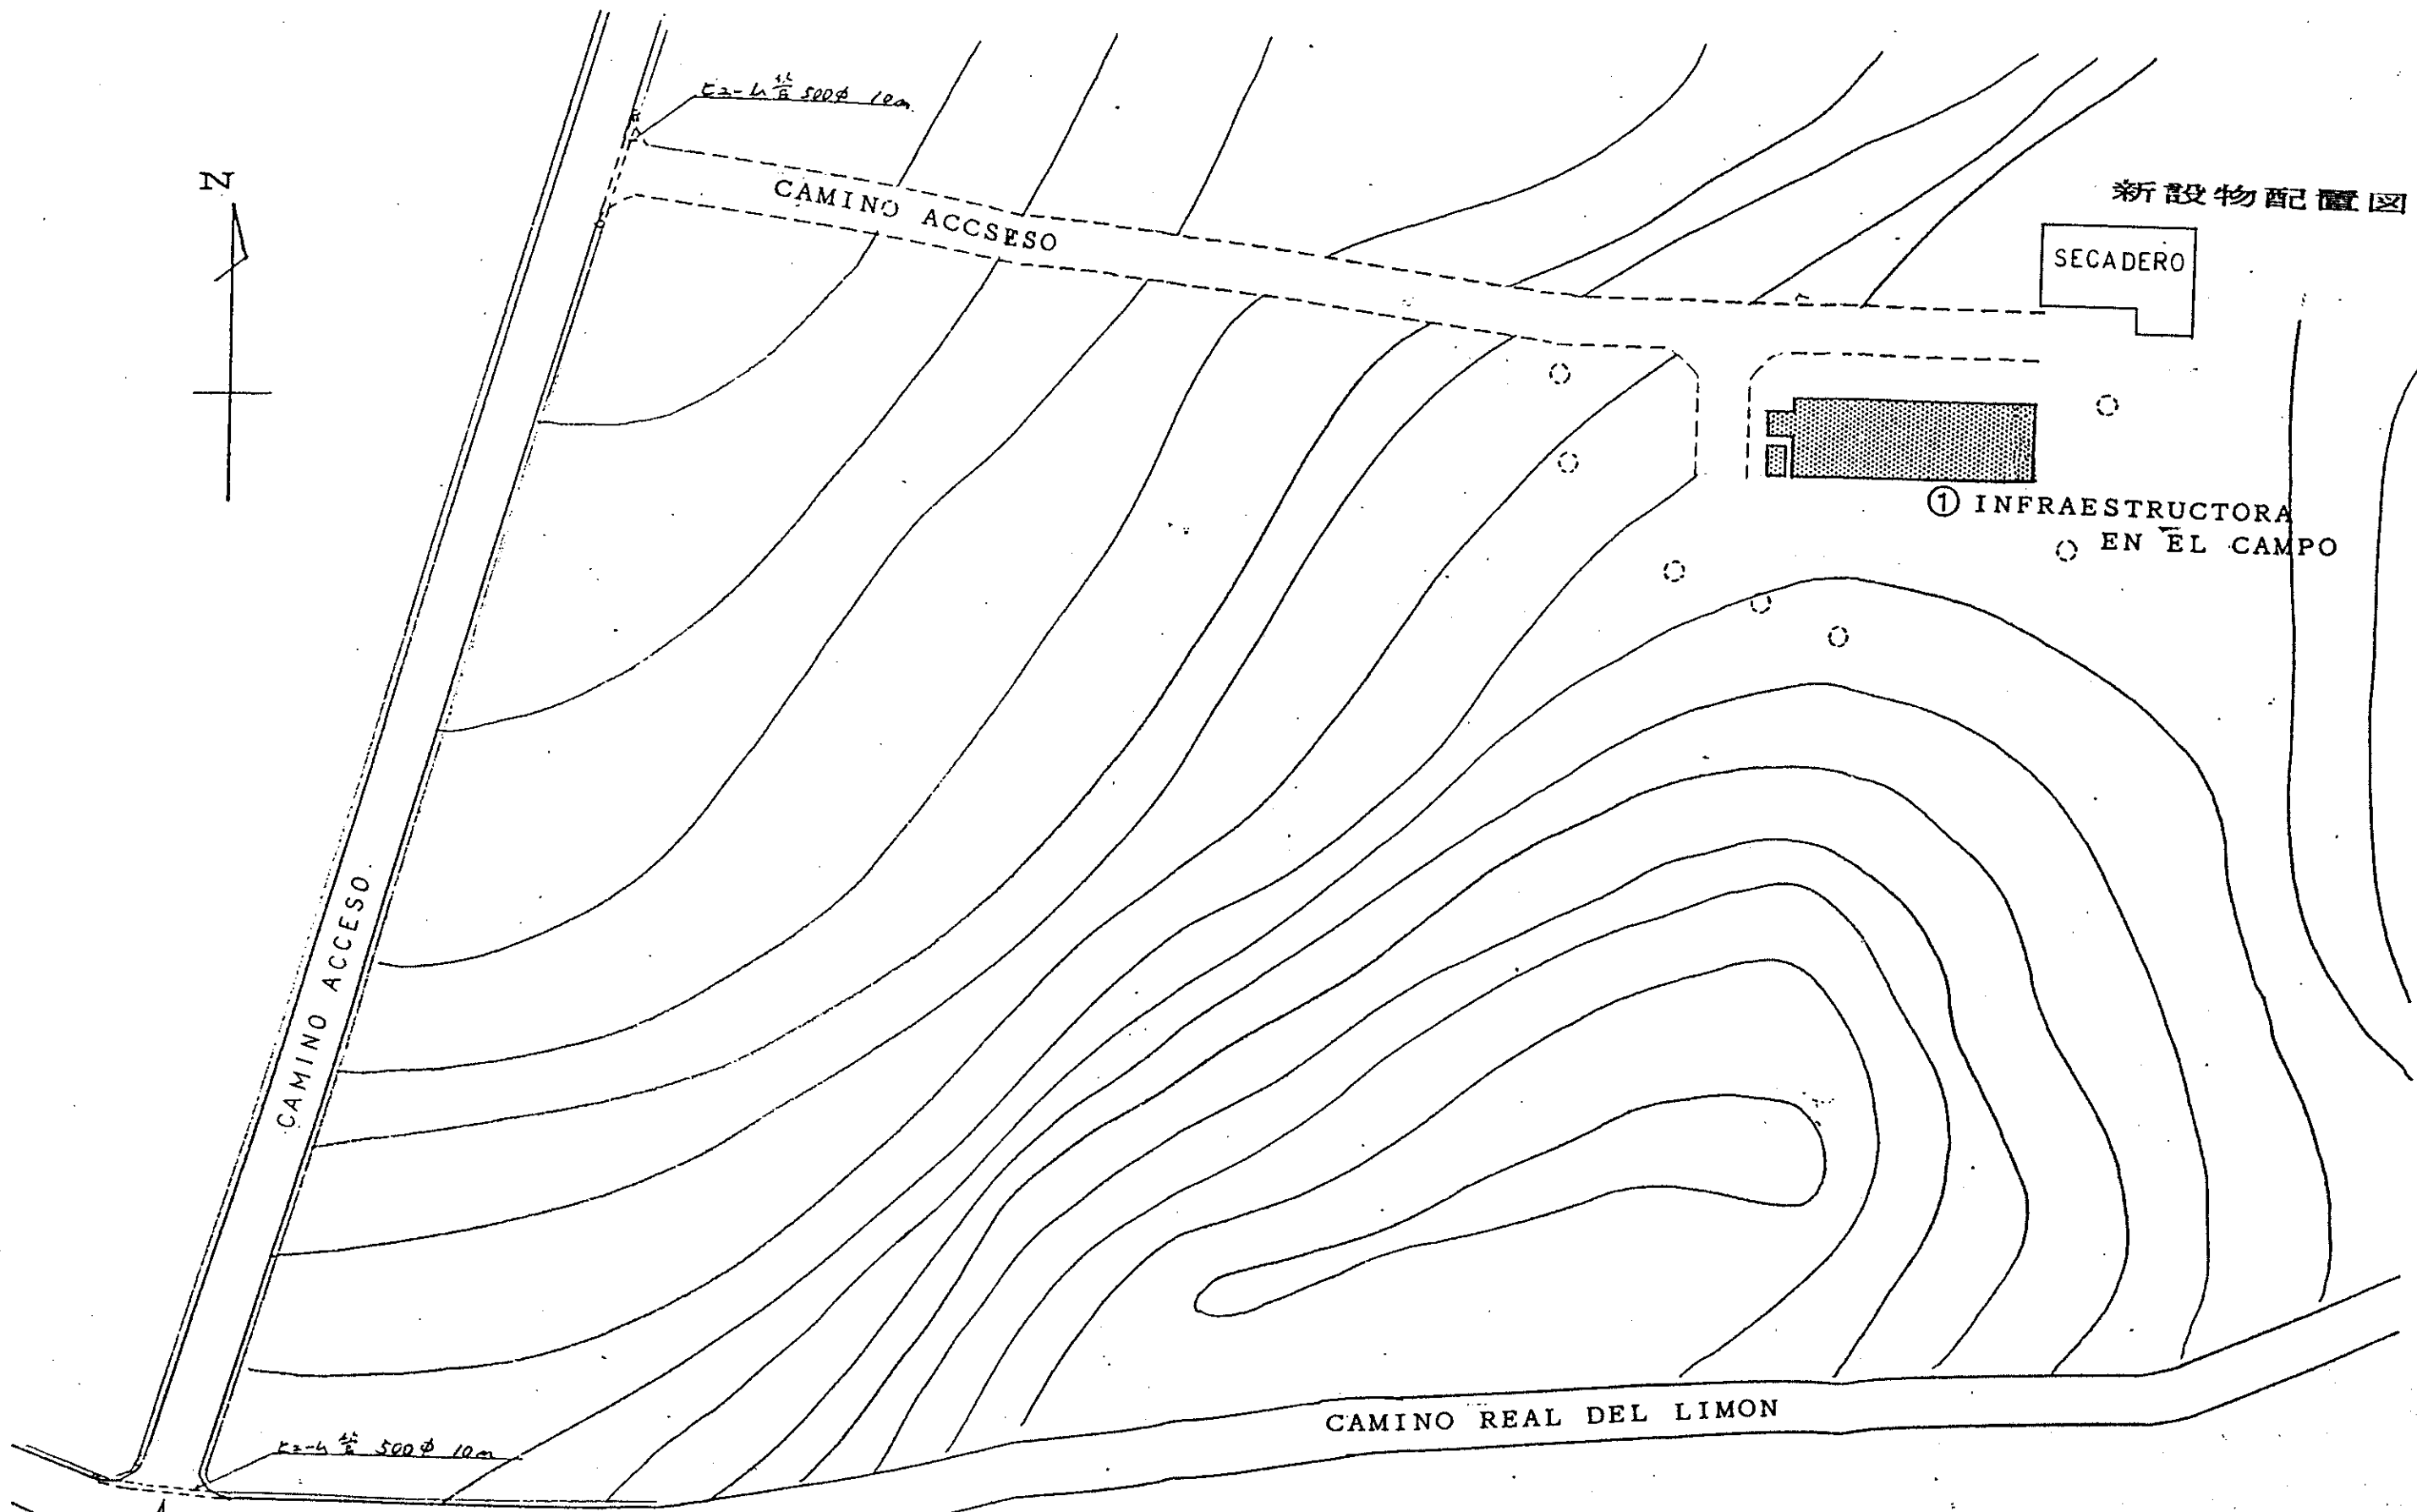 ヒューム管 500φ 10m
N
新設物配置図
CAMINO ACCSESO
SECADERO
① INFRAESTRUCTORA
EN EL CAMPO
CAMINO ACCESO
CAMINO REAL DEL LIMON
ヒューム管 500φ 10m